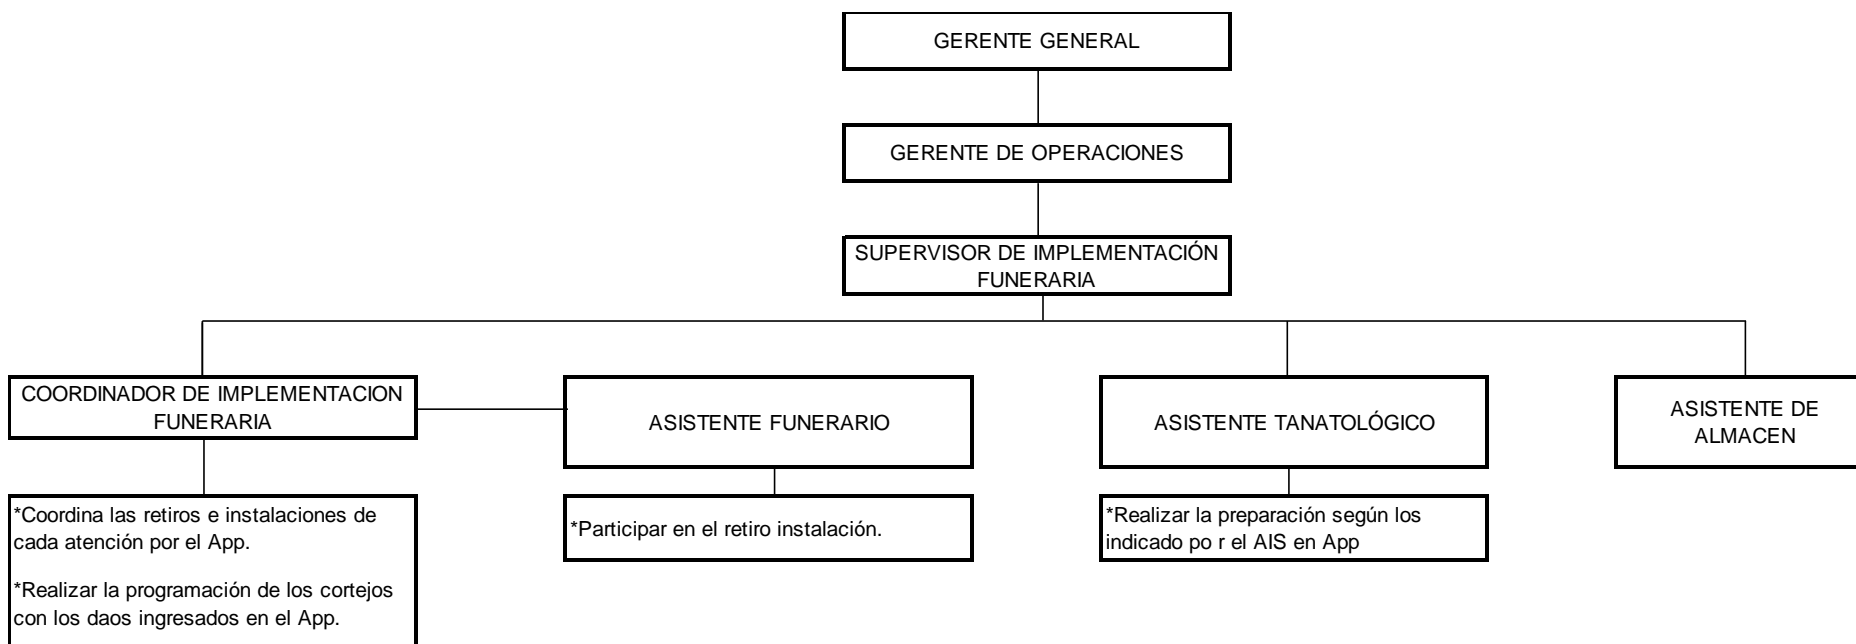 GERENTE GENERAL
GERENTE DE OPERACIONES
SUPERVISOR DE IMPLEMENTACIÓN
FUNERARIA
COORDINADOR DE IMPLEMENTACION
FUNERARIA
ASISTENTE FUNERARIO
ASISTENTE TANATOLÓGICO
ASISTENTE DE
ALMACEN
*Coordina las retiros e instalaciones de
cada atención por el App.
*Realizar la programación de los cortejos
con los daos ingresados en el App.
*Participar en el retiro instalación.
*Realizar la preparación según los
indicado po r el AIS en App